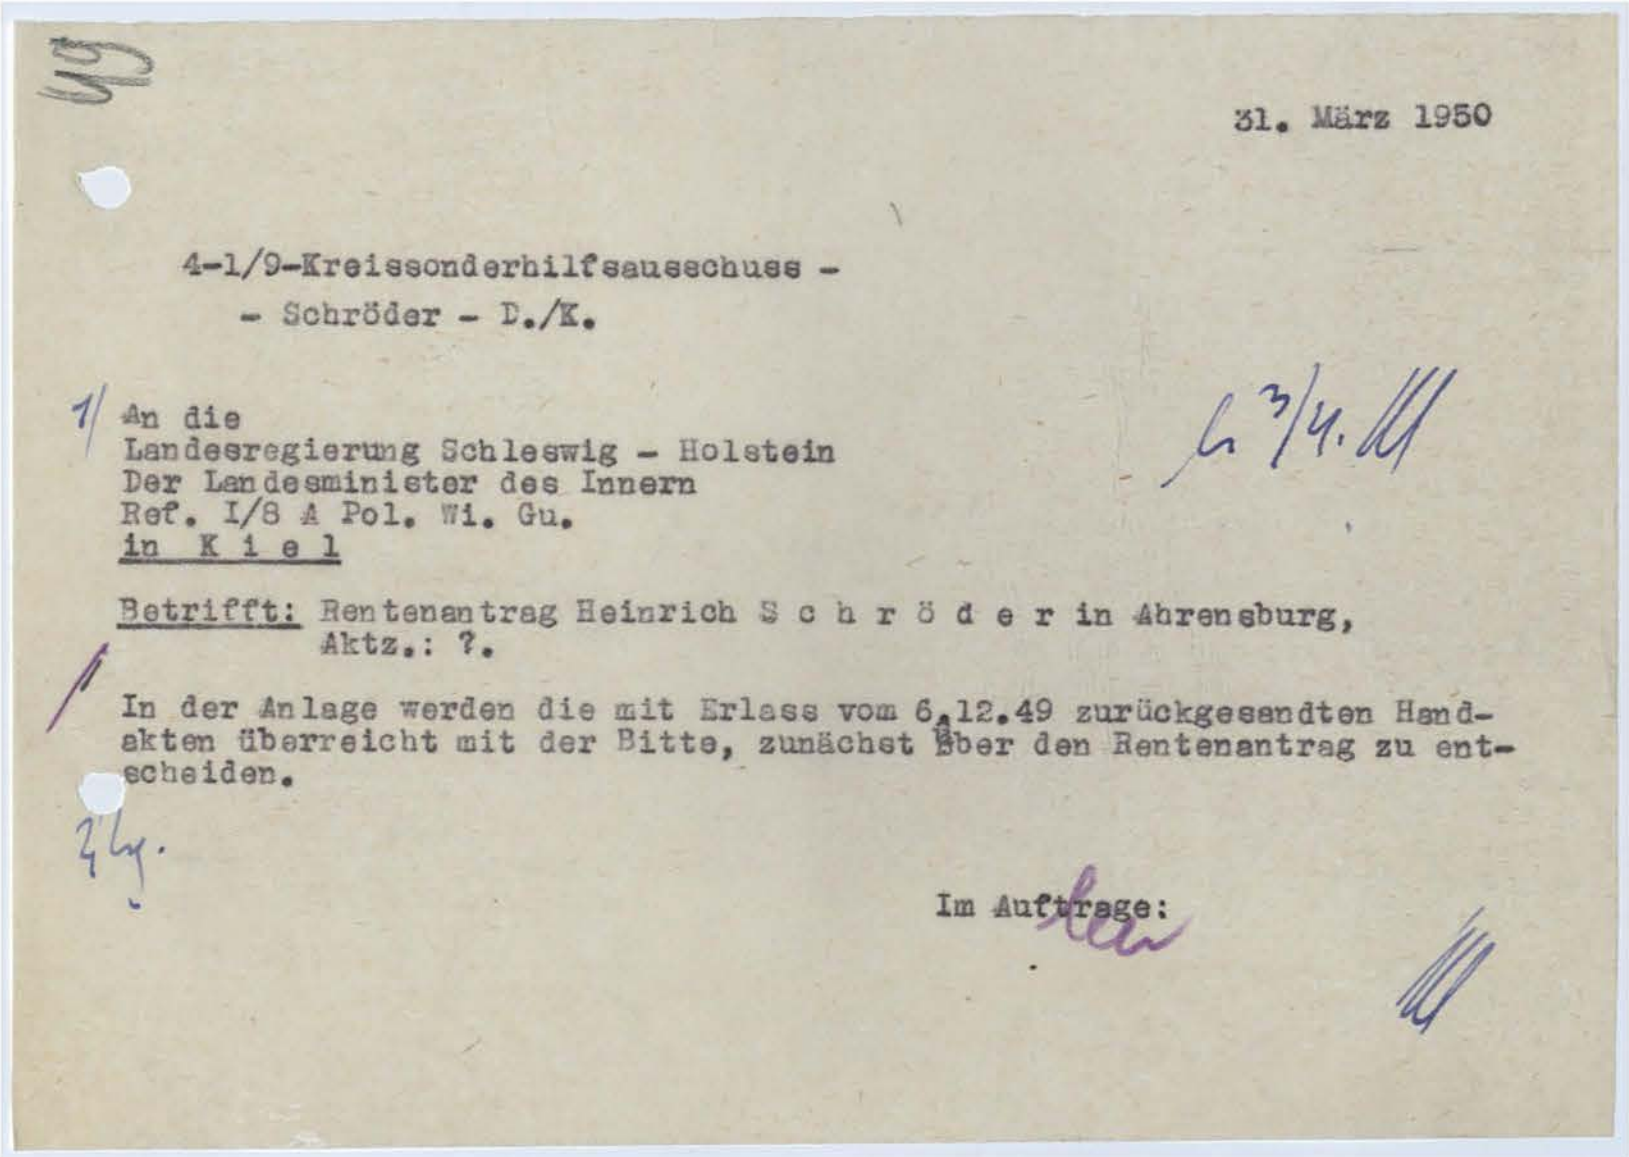 49
31. März 1950
4-1/9-Kreissonderhilfsausschuss -
- Schröder - D./K.
1/ An die
Landesregierung Schleswig - Holstein
Der Landesminister des Innern
Ref. I/8 A Pol. Wi. Gu.
in K i e l
3/4.
Betrifft: Rentenantrag Heinrich S c h r ö d e r in Ahrensburg,
Aktz.: ?.
In der Anlage werden die mit Erlass vom 6.12.49 zurückgesandten Hand-
akten überreicht mit der Bitte, zunächst über den Rentenantrag zu ent-
scheiden.
Im Auftrage: